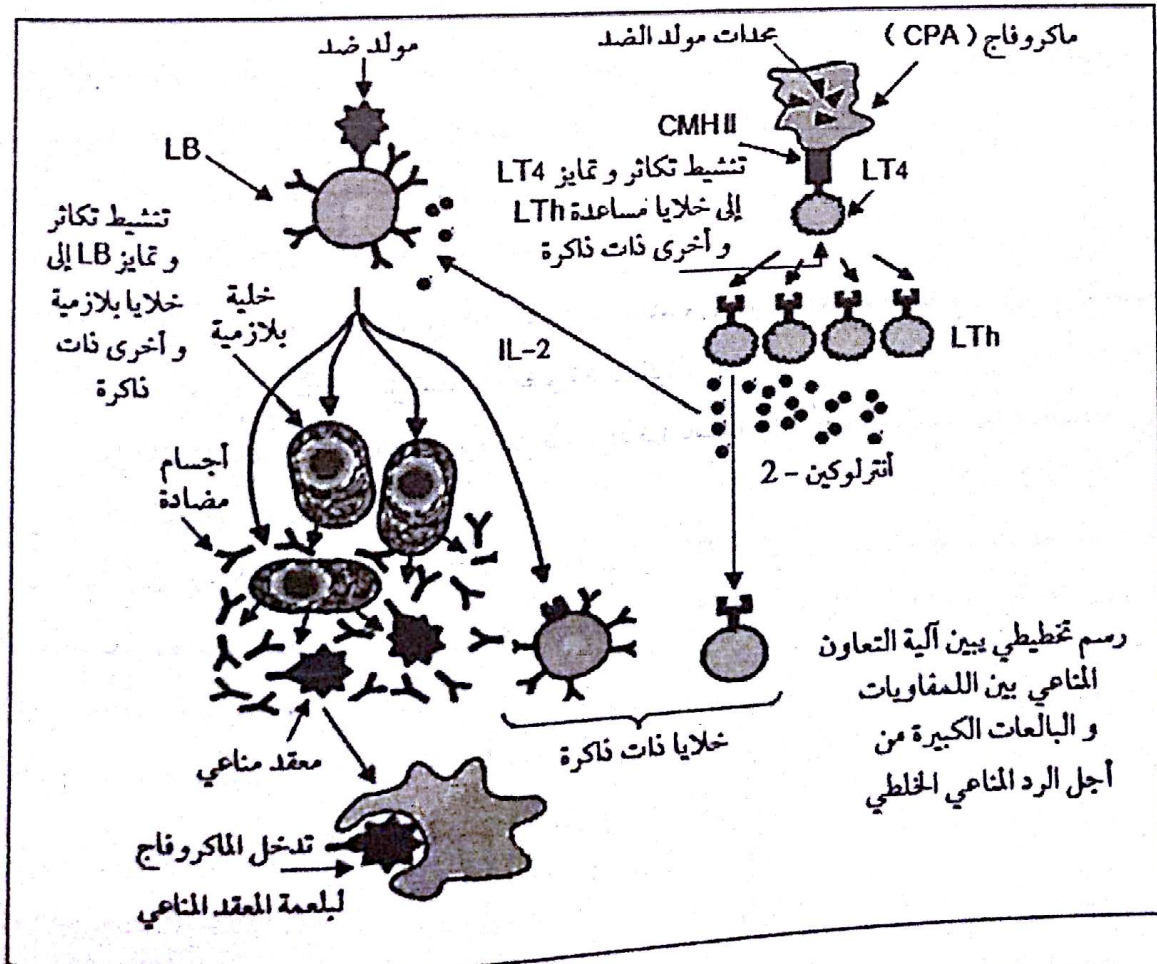 مولد ضد
محددات مولد الضد
ماكروفاج ( CPA )
CMH II
LB
LT4
تنشيط تكاثر و تمايز LT4
إلى خلايا مساعدة LTh
و أخرى ذات ذاكرة
تنشيط تكاثر
و تمايز LB إلى
خلايا بلازمية
و أخرى ذات
ذاكرة
خلية
بلازمية
IL-2
LTh
أنترلوكين - 2
أجسام
مضادة
رسم تخطيطي يبين آلية التعاون
المناعي بين اللمفاويات
و البالعات الكبيرة من
أجل الرد المناعي الخلطي
خلايا ذات ذاكرة
معقد مناعي
تدخل الماكروفاج
لبلعمة المعقد المناعي